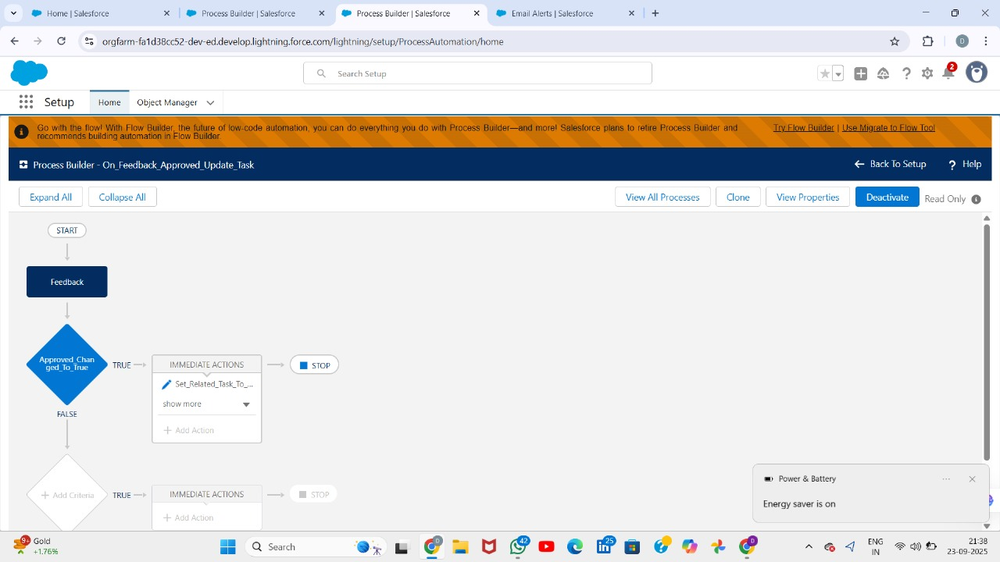 Home | Salesforce
Process Builder | Salesforce
Process Builder | Salesforce
Email Alerts | Salesforce
orgfarm-fa1d38cc52-dev-ed.develop.lightning.force.com/lightning/setup/ProcessAutomation/home
D
Search Setup
2
Setup
Home
Object Manager
Go with the flow! With Flow Builder, the future of low-code automation, you can do everything you do with Process Builder—and more! Salesforce plans to retire Process Builder and
recommends building automation in Flow Builder.
Try Flow Builder | Use Migrate to Flow Tool
Process Builder - On_Feedback_Approved_Update_Task
Back To Setup
? Help
Expand All
Collapse All
View All Processes
Clone
View Properties
Deactivate
Read Only
START
Feedback
Approved_Chan
ged_To_True
TRUE
IMMEDIATE ACTIONS
STOP
Set_Related_Task_To_...
show more
+ Add Action
FALSE
+ Add Criteria
TRUE
IMMEDIATE ACTIONS
STOP
+ Add Action
Power & Battery
Energy saver is on
9+
Gold
+1.76%
Search
D
42
25
D
ENG
IN
21:38
23-09-2025